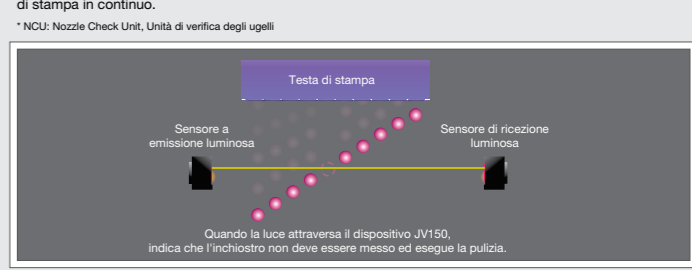 di stampa in continuo.
* NCU: Nozzle Check Unit, Unità di verifica degli ugelli
Testa di stampa
Sensore a
emissione luminosa
Sensore di ricezione
luminosa
Quando la luce attraversa il dispositivo JV150,
indica che l'inchiostro non deve essere messo ed esegue la pulizia.